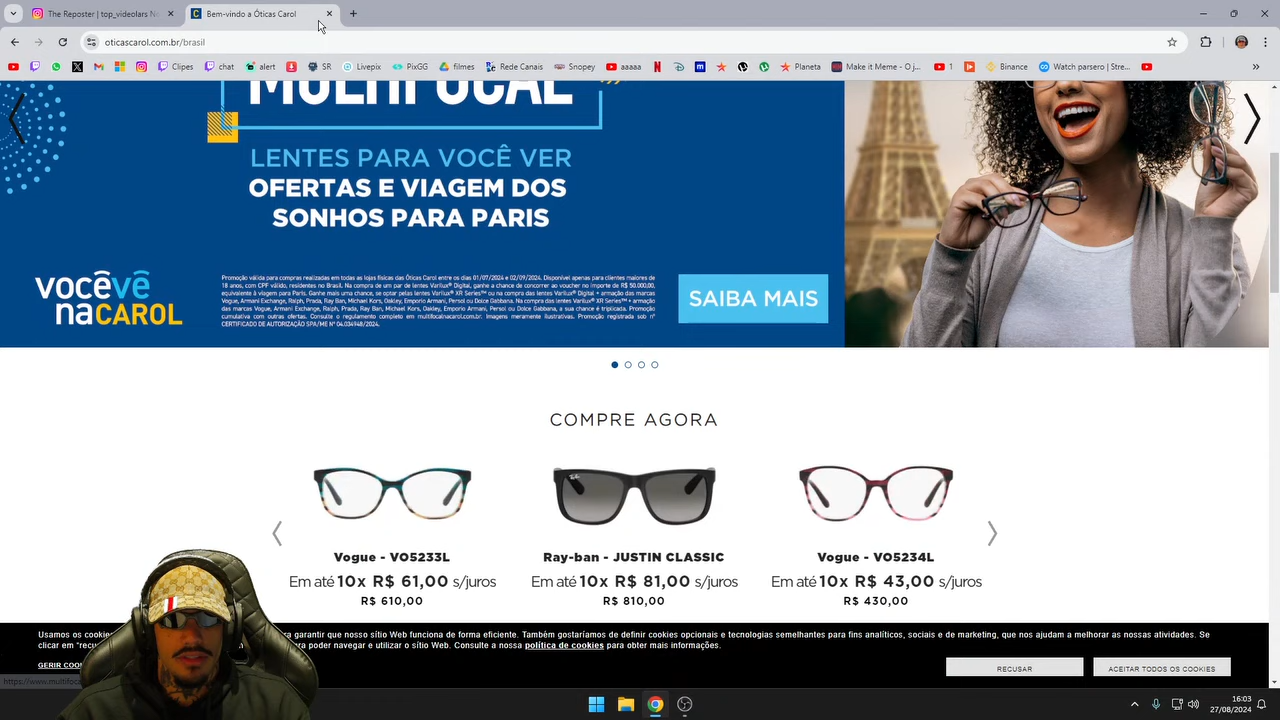 The Reposter | top_videolars No
Bem-vindo a Óticas Carol
oticascarol.com.br/brasil
Clipes
chat
alert
SR
Livepix
PixGG
filmes
Rede Canais
Snopey
aaaaa
Planeta
Make it Meme - O j...
1
Binance
Watch parsero | Stre...
MULTIFOCAL
LENTES PARA VOCÊ VER
OFERTAS E VIAGEM DOS
SONHOS PARA PARIS
vocêvê
naCAROL
Promoção válida para compras realizadas em todas as lojas físicas das Óticas Carol entre os dias 01/07/2024 e 02/09/2024. Disponível apenas para clientes maiores de
18 anos, com CPF válido, residentes no Brasil. Na compra de um par de lentes Varilux® Digital, ganhe a chance de concorrer ao voucher no importe de R$ 50.000,00,
equivalente à viagem para Paris. Ganhe mais uma chance, se optar pelas lentes Varilux® XR Series™ ou na compra das lentes Varilux® Digital + armação das marcas
Vogue, Armani Exchange, Ralph, Prada, Ray Ban, Michael Kors, Oakley, Emporio Armani, Persol ou Dolce Gabbana. Na compra das lentes Varilux® XR Series™ + armação
das marcas Vogue, Armani Exchange, Ralph, Prada, Ray Ban, Michael Kors, Oakley, Emporio Armani, Persol ou Dolce Gabbana, a sua chance é triplicada. Promoção
cumulativa com outras ofertas. Consulte o regulamento completo em multifocalnacarol.com.br. Imagens meramente ilustrativas. Promoção registrada sob nº
CERTIFICADO DE AUTORIZAÇÃO SPA/ME Nº 04.034948/2024.
SAIBA MAIS
COMPRE AGORA
Ray-Ban
Vogue - VO5233L
Em até 10x R$ 61,00 s/juros
R$ 610,00
Ray-ban - JUSTIN CLASSIC
Em até 10x R$ 81,00 s/juros
R$ 810,00
Vogue - VO5234L
Em até 10x R$ 43,00 s/juros
R$ 430,00
Usamos os cookie ra garantir que nosso sítio Web funciona de forma eficiente. Também gostaríamos de definir cookies opcionais e tecnologias semelhantes para fins analíticos, sociais e de marketing, que nos ajudam a melhorar as nossas atividades. Se
clicar em "recu para poder navegar e utilizar o sítio Web. Consulte a nossa política de cookies para obter mais informações.
GERIR COO
RECUSAR
ACEITAR TODOS OS COOKIES
https://www.multifoca
16:03
27/08/2024